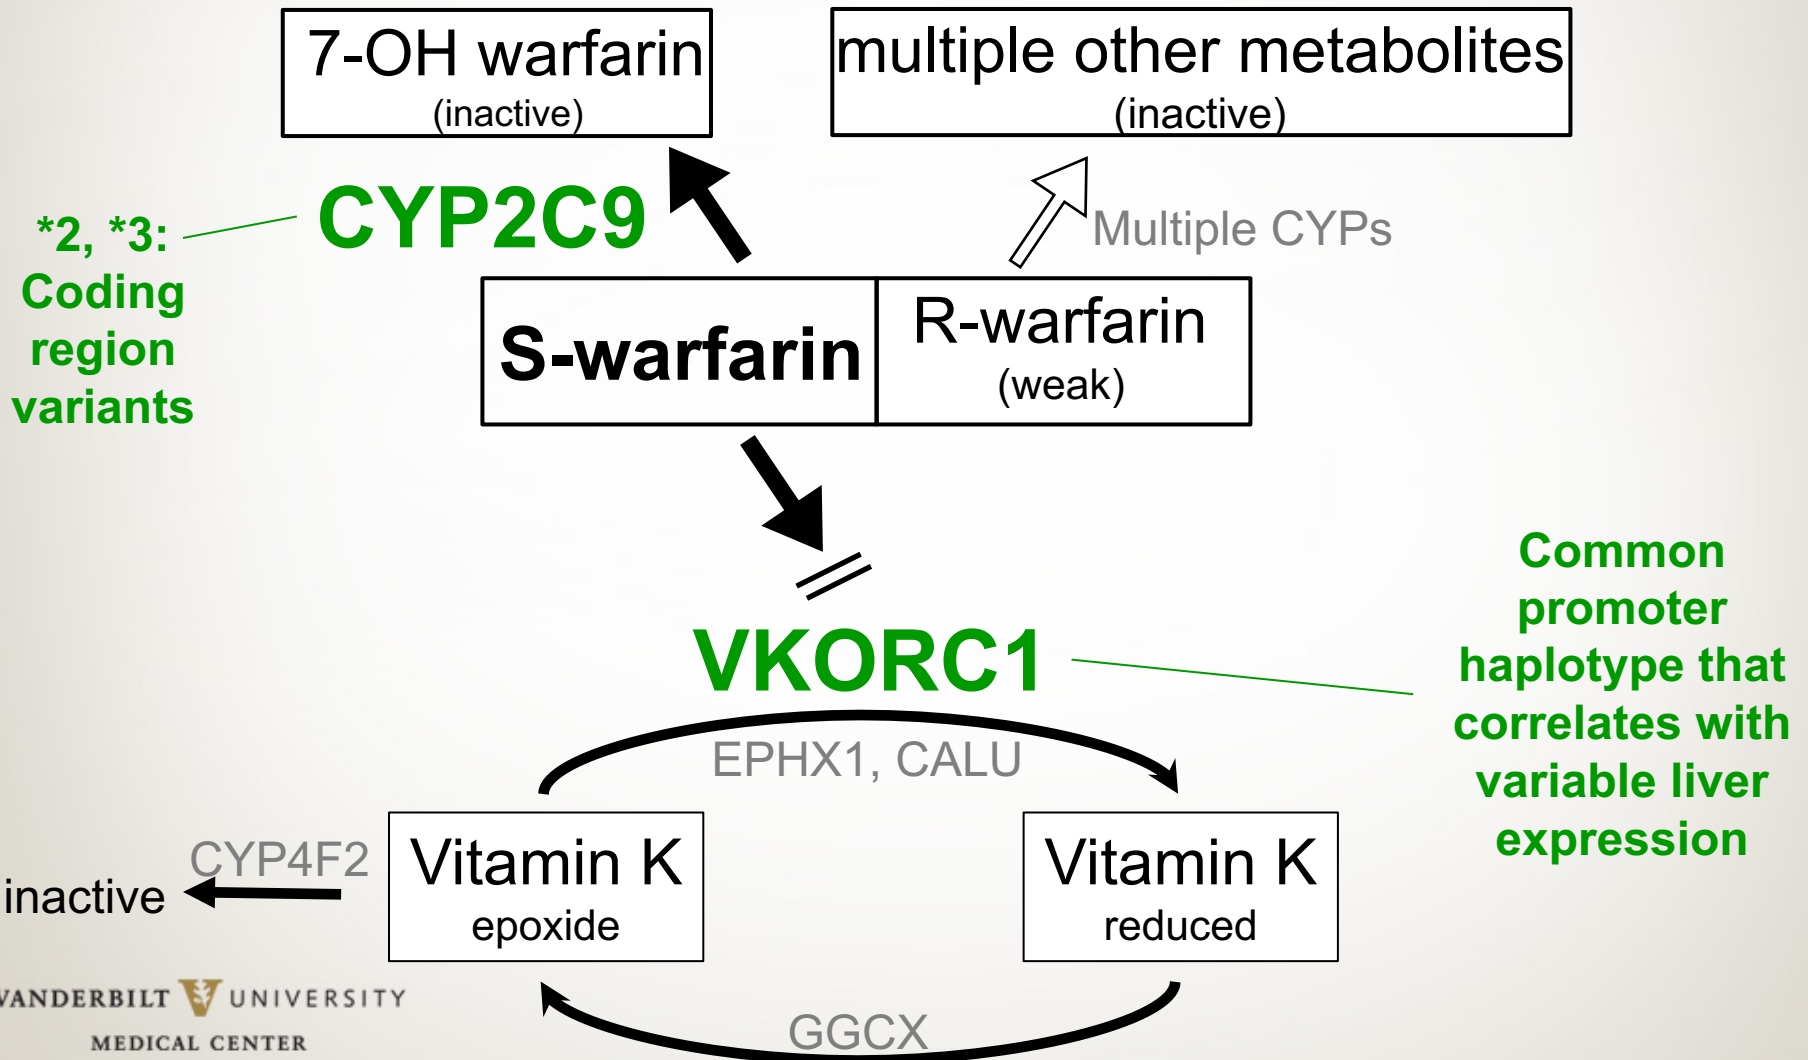 7-OH warfarin
(inactive)
multiple other metabolites
(inactive)
CYP2C9
*2, *3:
Coding
region
variants
Multiple CYPs
S-warfarin
R-warfarin
(weak)
VKORC1
EPHX1, CALU
Common
promoter
haplotype that
correlates with
variable liver
expression
CYP4F2
inactive
Vitamin K
epoxide
Vitamin K
reduced
GGCX
VANDERBILT UNIVERSITY
MEDICAL CENTER